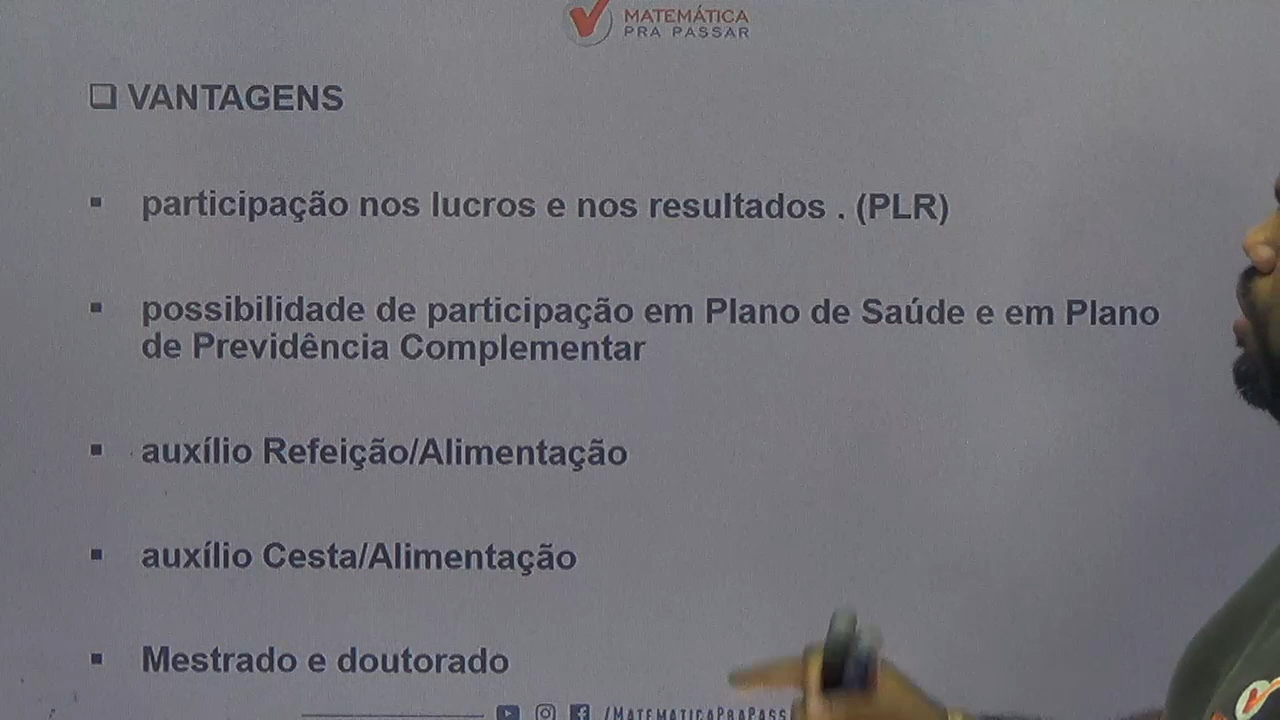 MATEMÁTICA
PRA PASSAR
VANTAGENS
participação nos lucros e nos resultados . (PLR)
possibilidade de participação em Plano de Saúde e em Plano
de Previdência Complementar
auxílio Refeição/Alimentação
auxílio Cesta/Alimentação
Mestrado e doutorado
/MATEMATICAPRAPASS